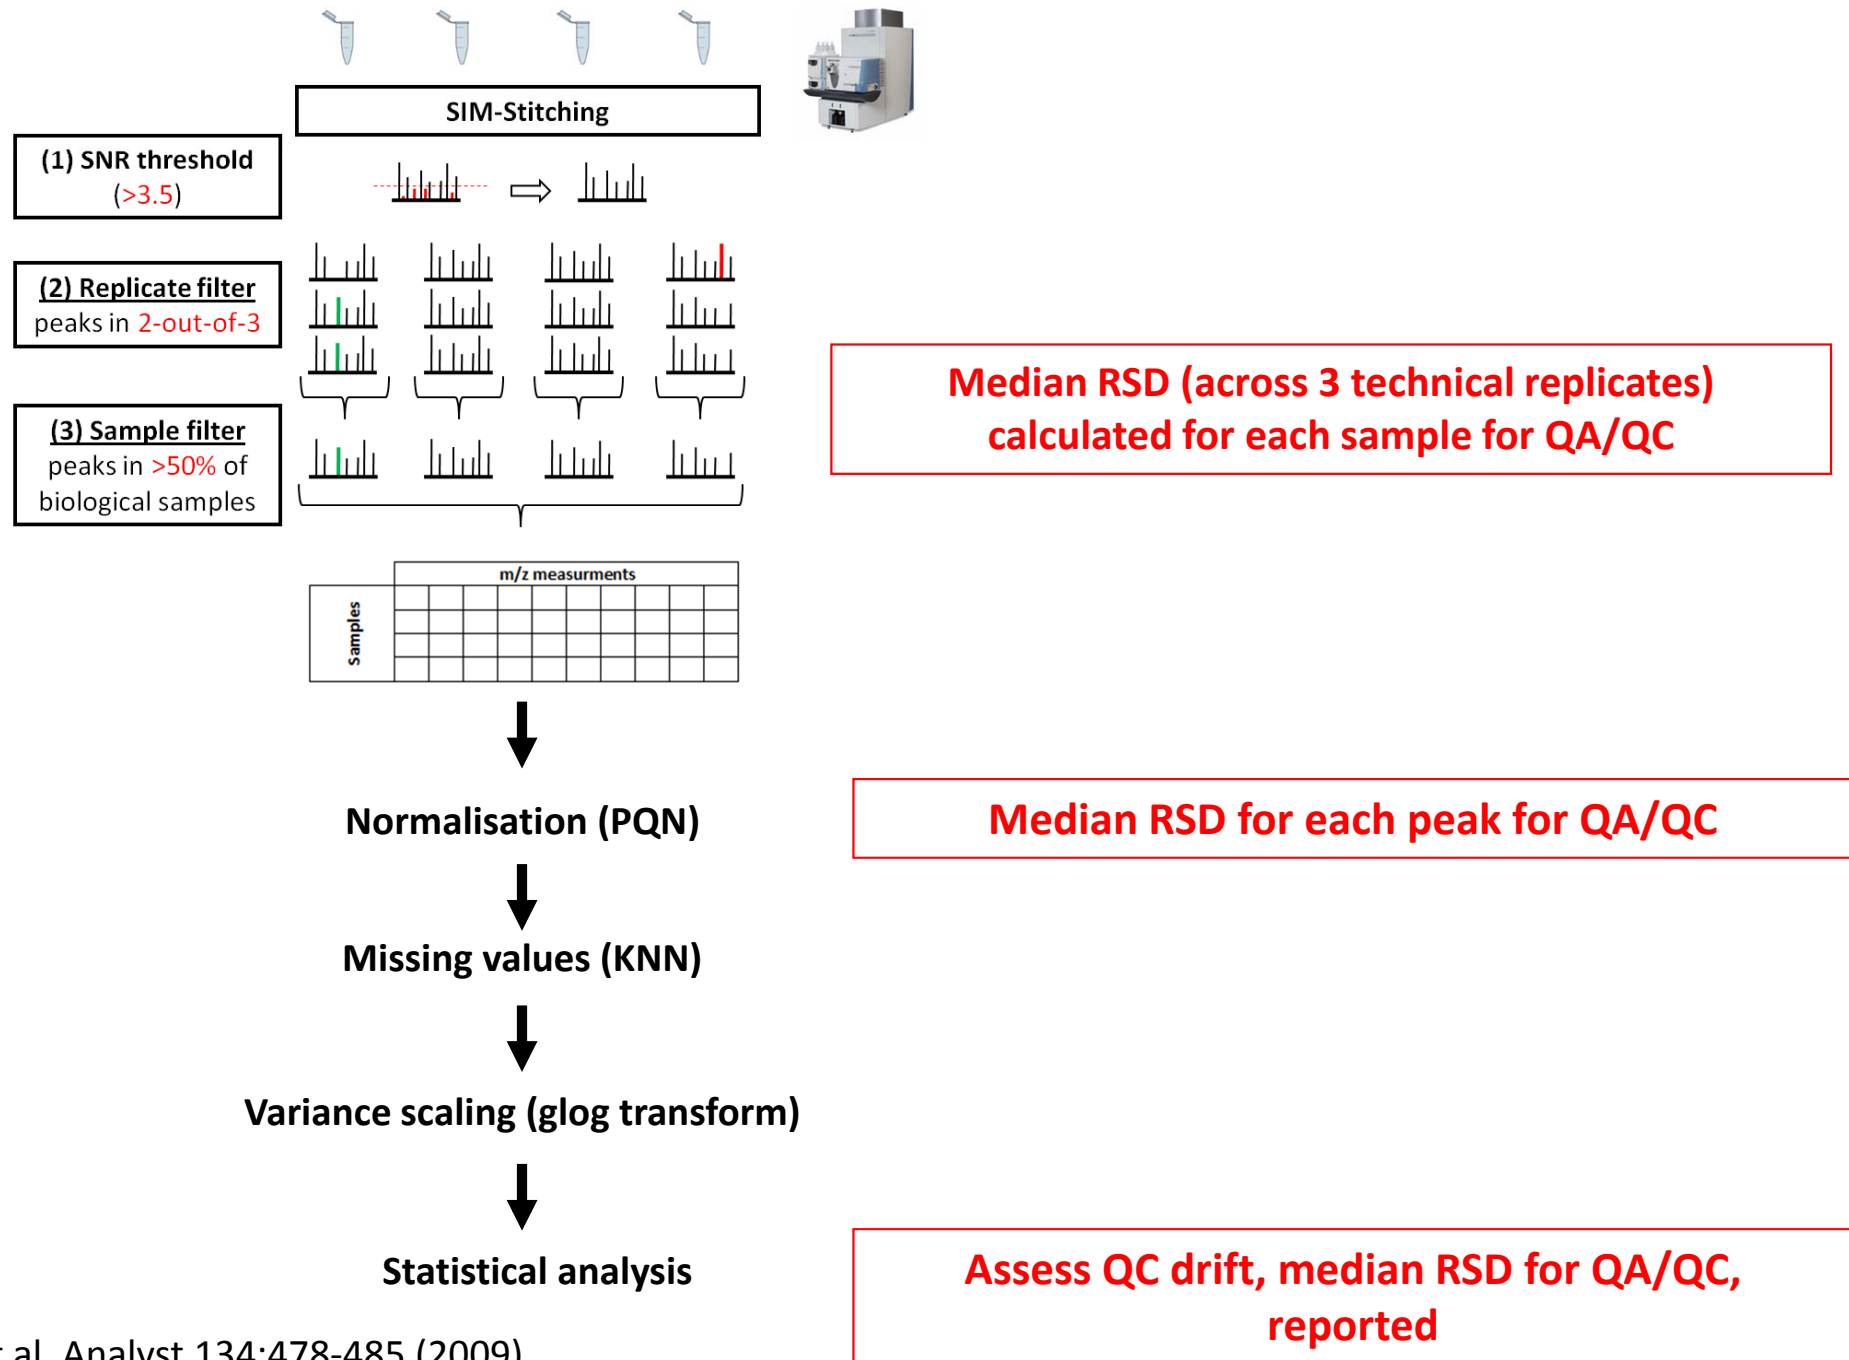 SIM-Stitching
(1) SNR threshold
(>3.5)
(2) Replicate filter
peaks in 2-out-of-3
(3) Sample filter
peaks in >50% of
biological samples
Median RSD (across 3 technical replicates)
calculated for each sample for QA/QC
m/z measurments
Samples
Normalisation (PQN)
Median RSD for each peak for QA/QC
Missing values (KNN)
Variance scaling (glog transform)
Statistical analysis
Assess QC drift, median RSD for QA/QC,
reported
al. Analyst 134:478-485 (2009)